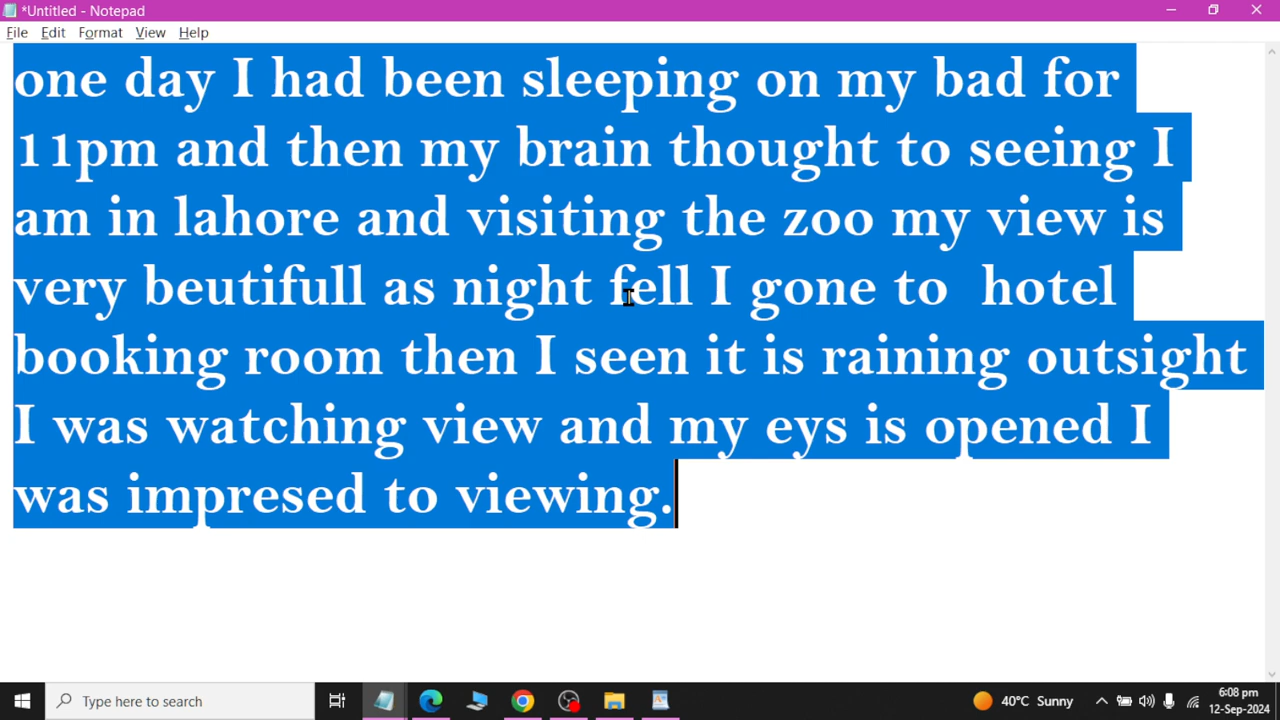 *Untitled - Notepad
File Edit Format View Help
one day I had been sleeping on my bad for
11pm and then my brain thought to seeing I
am in lahore and visiting the zoo my view is
very beutifull as night fell I gone to  hotel
booking room then I seen it is raining outsight
I was watching view and my eys is opened I
was impresed to viewing.
Type here to search
40°C Sunny
6:08 pm
12-Sep-2024